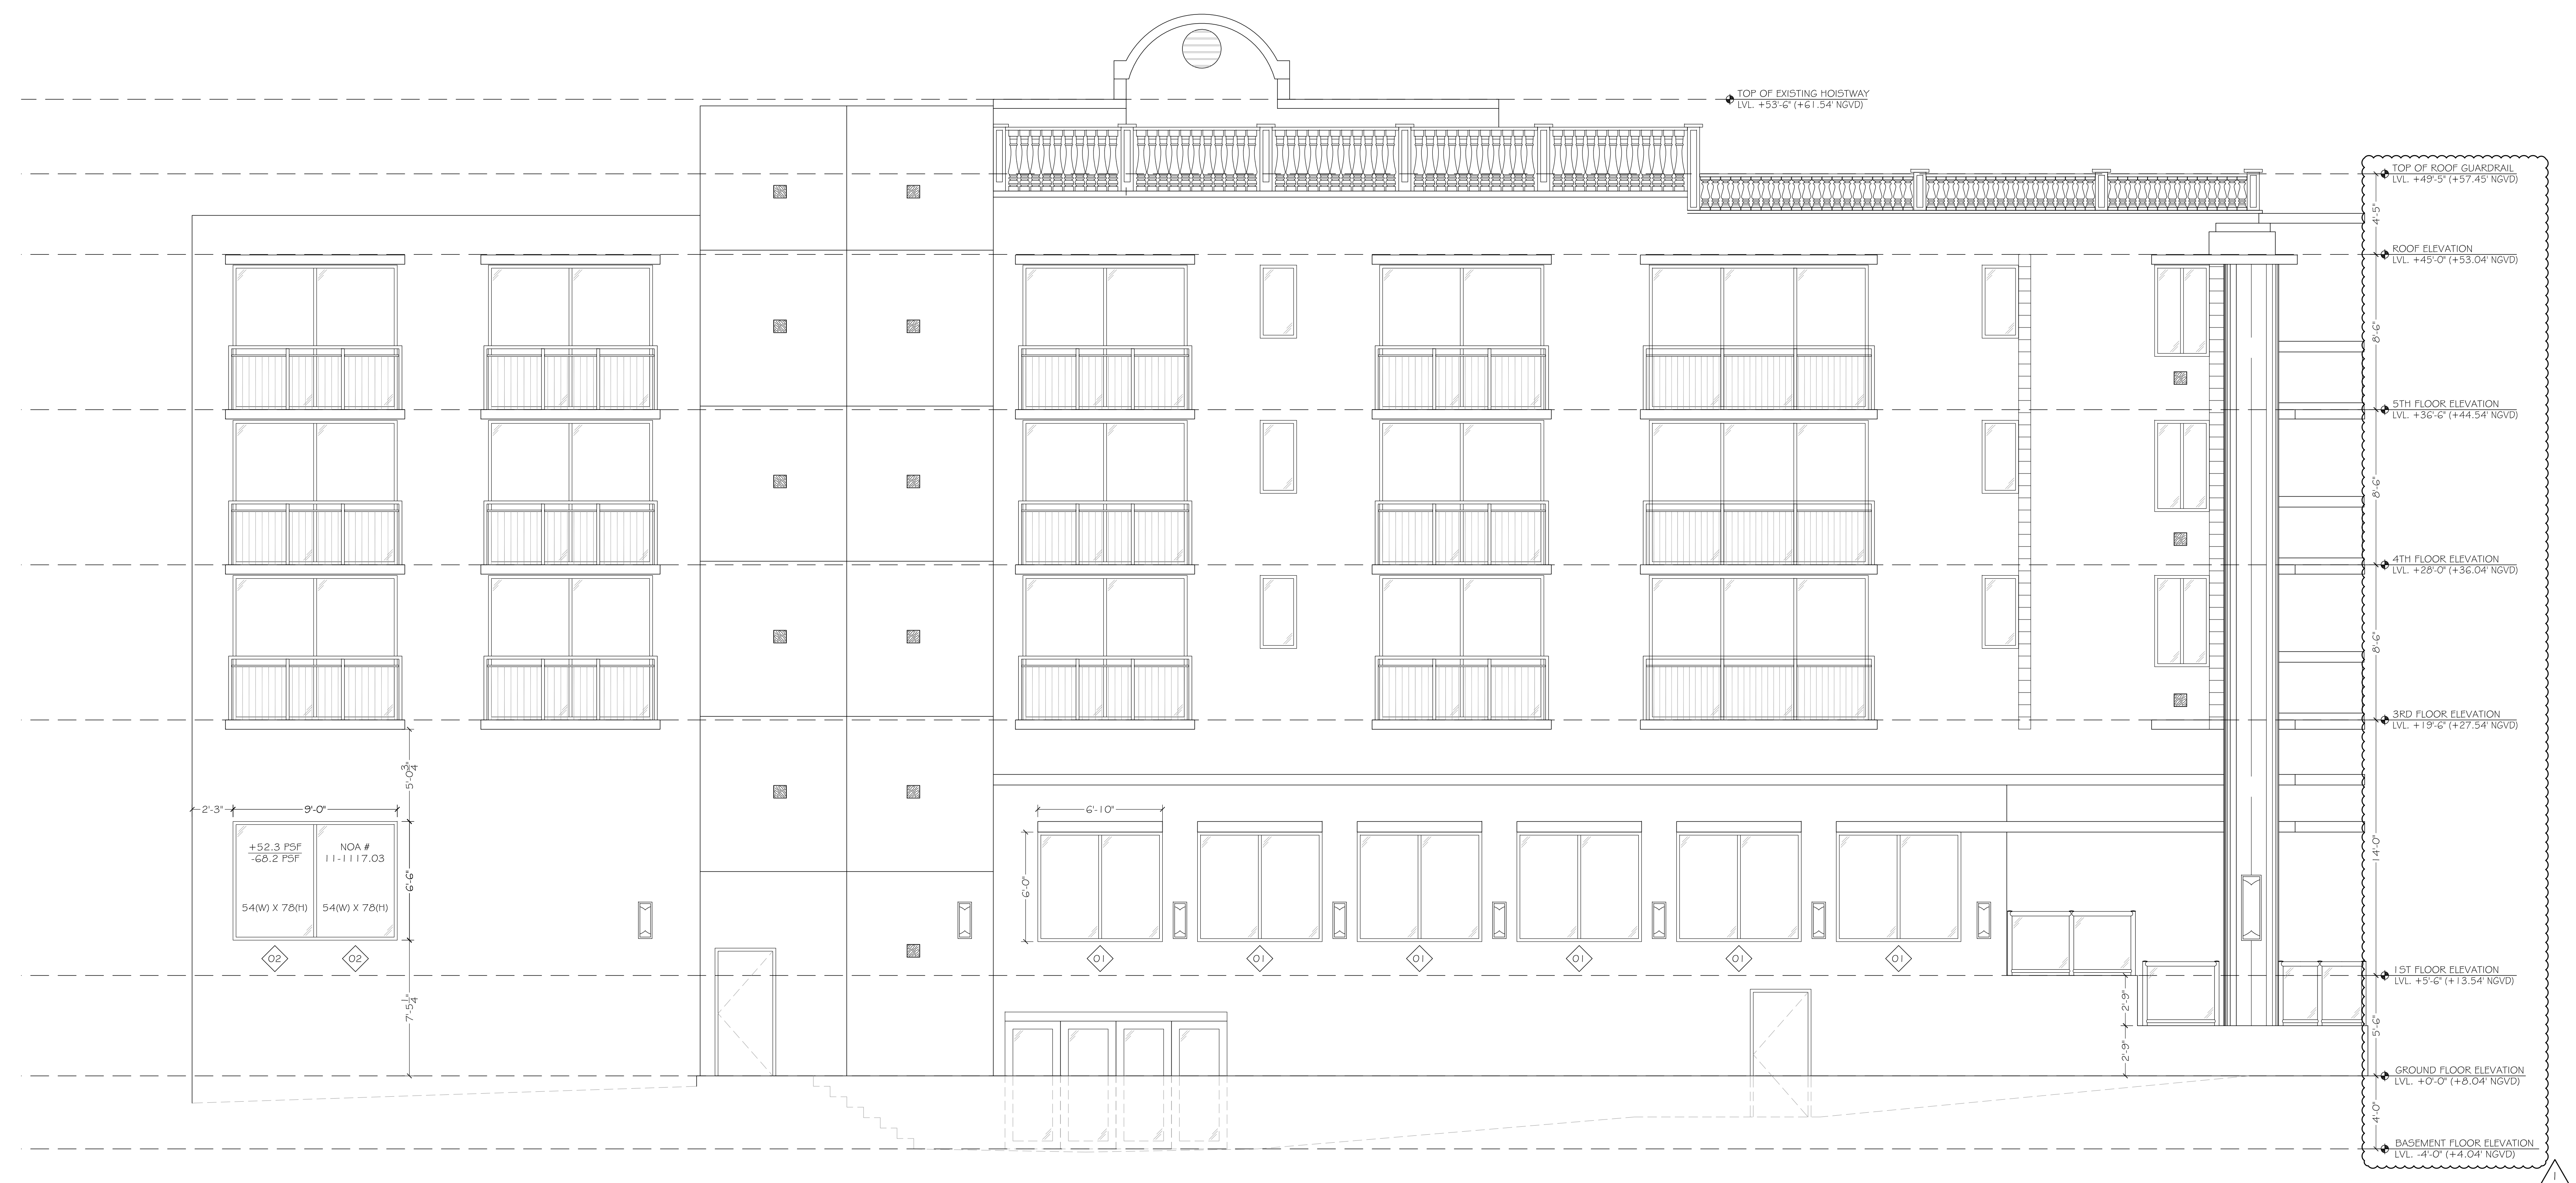 TOP OF EXISTING HOISTWAY
LVL. +53'-6" (+61.54' NGVD)
TOP OF ROOF GUARDRAIL
LVL. +49'-5" (+57.45' NGVD)
4'-5"
ROOF ELEVATION
LVL. +45'-0" (+53.04' NGVD)
8'-6"
5TH FLOOR ELEVATION
LVL. +36'-6" (+44.54' NGVD)
8'-6"
4TH FLOOR ELEVATION
LVL. +28'-0" (+36.04' NGVD)
8'-6"
3RD FLOOR ELEVATION
LVL. +19'-6" (+27.54' NGVD)
5'-0 3/4"
2'-3"
9'-0"
6'-10"
+52.3 PSF
-68.2 PSF
NOA #
11-1117.03
14'-0"
6'-6"
6'-0"
54(W) X 78(H)
54(W) X 78(H)
02
02
01
01
01
01
01
01
1ST FLOOR ELEVATION
LVL. +5'-6" (+13.54' NGVD)
7'-5 1/4"
2'-9"
5'-6"
2'-9"
GROUND FLOOR ELEVATION
LVL. +0'-0" (+8.04' NGVD)
4'-0"
BASEMENT FLOOR ELEVATION
LVL. -4'-0" (+4.04' NGVD)
1